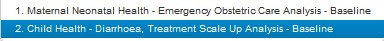 1. Maternal Neonatal Health - Emergency Obstetric Care Analysis - Baseline
2. Child Health - Diarrhoea, Treatment Scale Up Analysis - Baseline